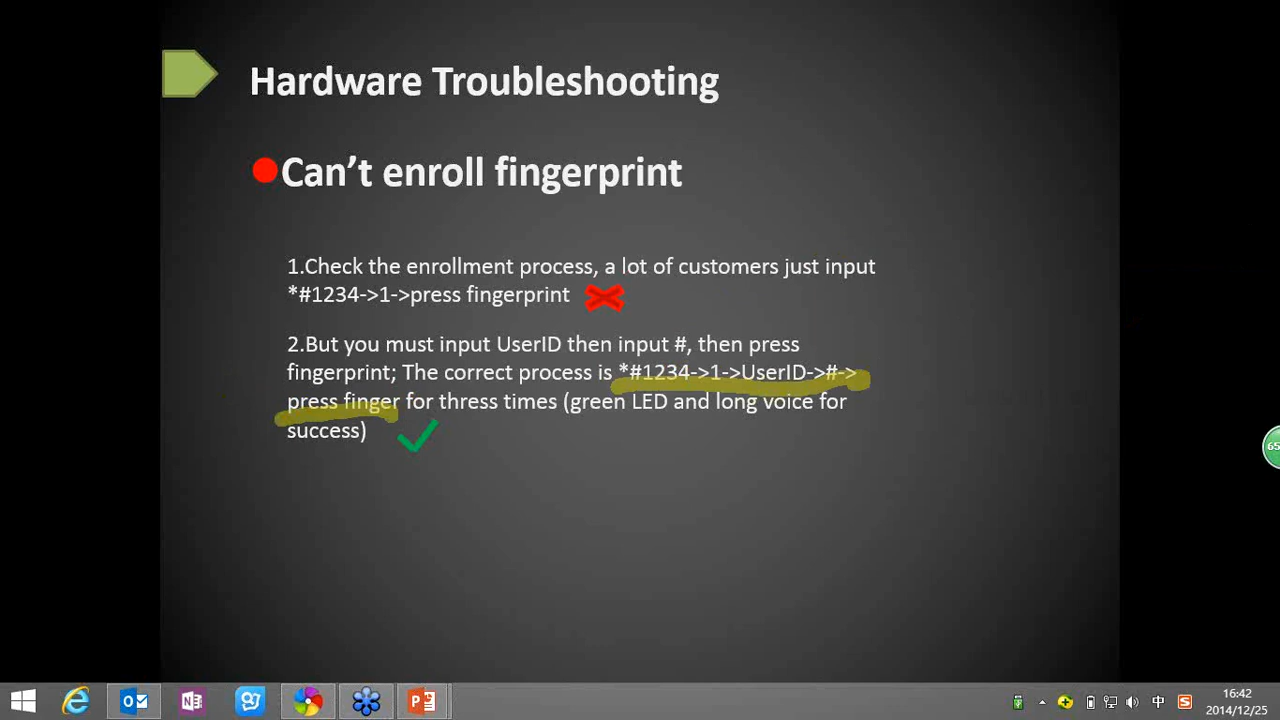 Hardware Troubleshooting
Can't enroll fingerprint
1.Check the enrollment process, a lot of customers just input
*#1234->1->press fingerprint
2.But you must input UserID then input #, then press
fingerprint; The correct process is *#1234->1->UserID->#->
press finger for thress times (green LED and long voice for
success)
65
中
16:42
2014/12/25